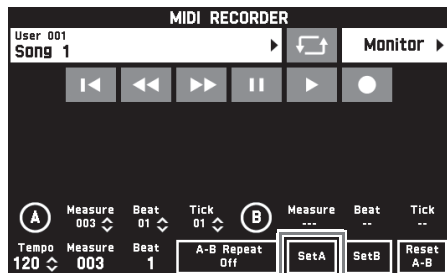 MIDI RECORDER
User 001
Song 1
Monitor
A Measure Beat Tick B Measure Beat Tick
003 01 01 --- -- --
Tempo Measure Beat A-B Repeat SetA SetB Reset
120 003 1 Off A-B